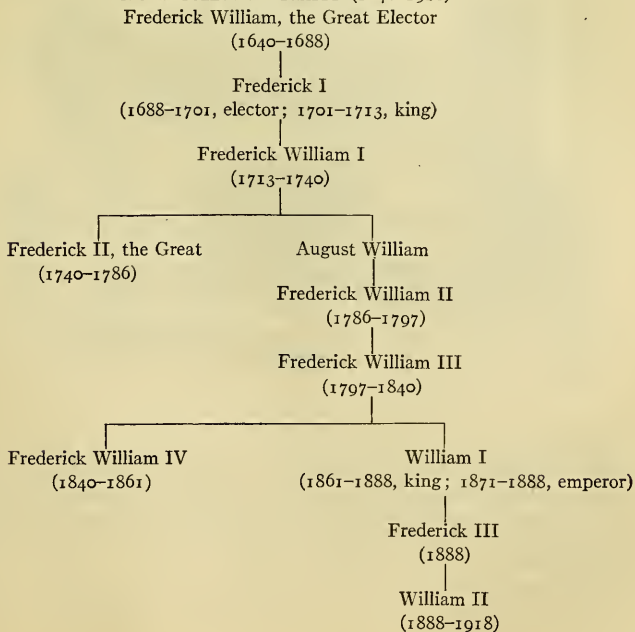 Frederick William, the Great Elector
(1640–1688)
Frederick I
(1688–1701, elector; 1701–1713, king)
Frederick William I
(1713–1740)
Frederick II, the Great
August William
(1740–1786)
Frederick William II
(1786–1797)
Frederick William III
(1797–1840)
Frederick William IV
William I
(1840–1861)
(1861–1888, king; 1871–1888, emperor)
Frederick III
(1888)
William II
(1888–1918)